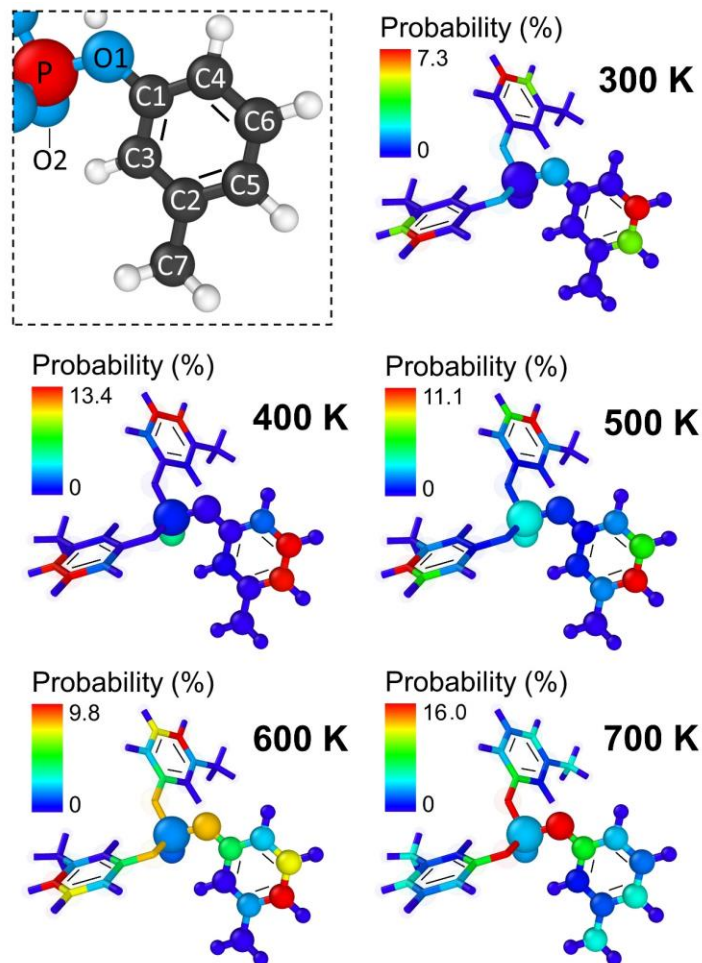 P
O1
C4
C1
C6
O2
C3
C5
C2
C7
Probability (%)
7.3
300 K
0
Probability (%)
13.4
400 K
0
Probability (%)
11.1
500 K
0
Probability (%)
9.8
600 K
0
Probability (%)
16.0
700 K
0